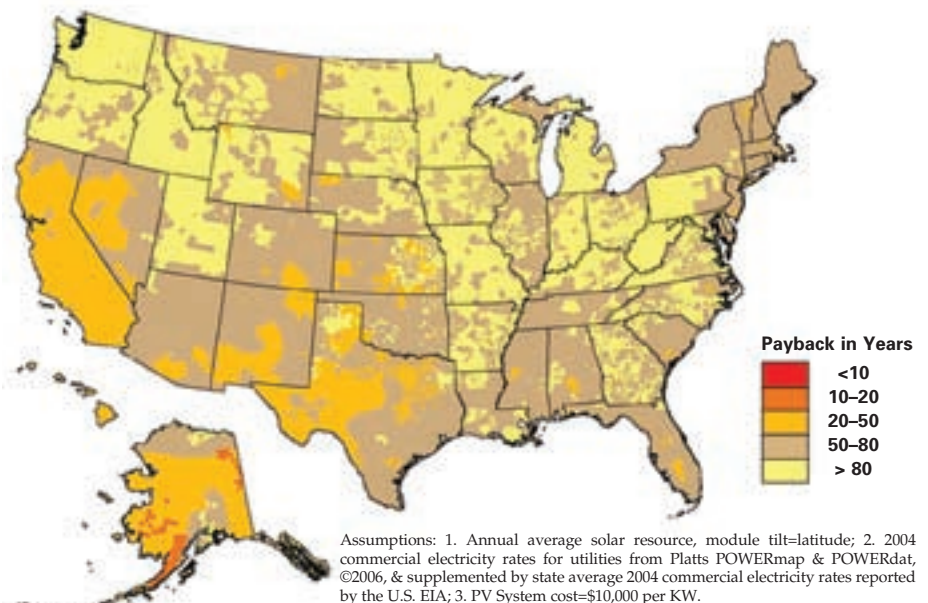 Payback in Years
<10
10–20
20–50
50–80
> 80
Assumptions: 1. Annual average solar resource, module tilt=latitude; 2. 2004
commercial electricity rates for utilities from Platts POWERmap & POWERdat,
©2006, & supplemented by state average 2004 commercial electricity rates reported
by the U.S. EIA; 3. PV System cost=$10,000 per KW.